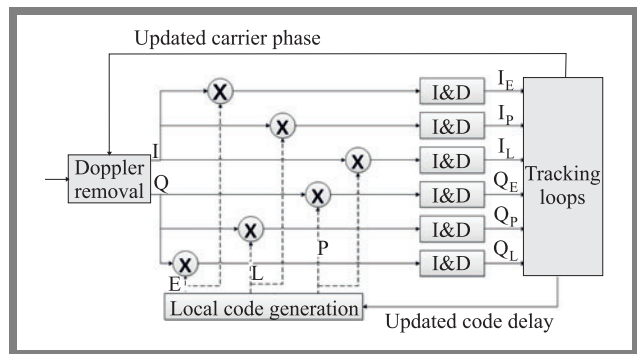 Updated carrier phase
I_E
I&D
I_P
I&D
I
I_L
I&D
Doppler
removal
Tracking
loops
Q
Q_E
I&D
Q_P
I&D
P
Q_L
I&D
E
L
Local code generation
Updated code delay
X
X
X
X
X
X